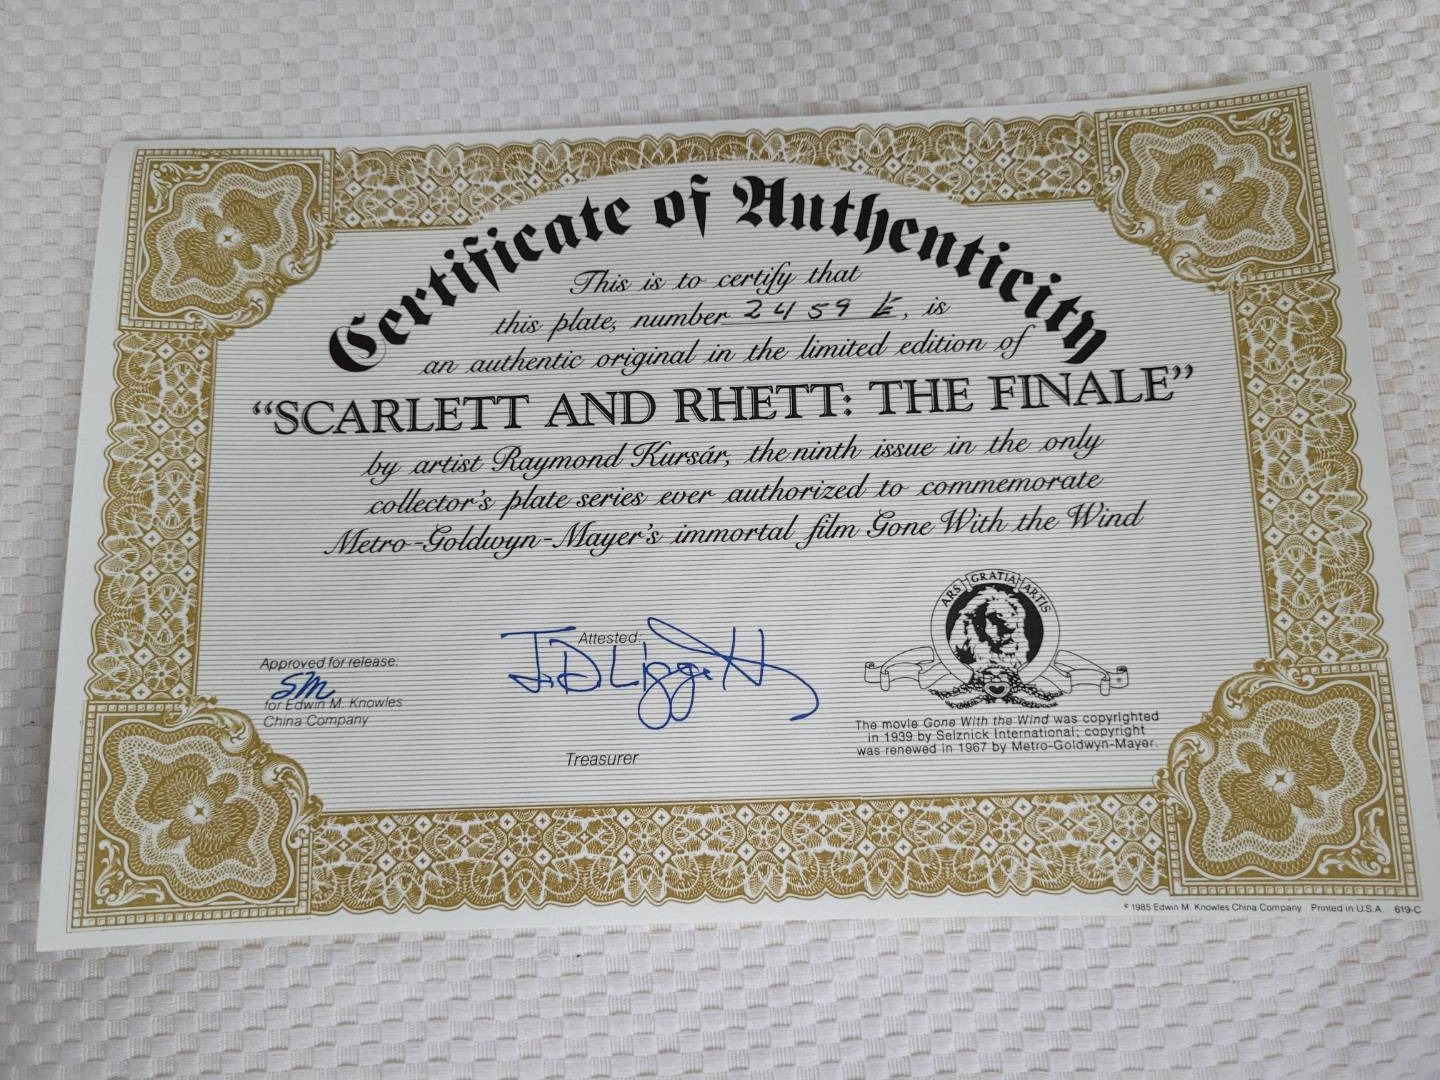 Certificate of Authenticity
This is to certify that
this plate, number 2459 E, is
an authentic original in the limited edition of
“SCARLETT AND RHETT: THE FINALE”
by artist Raymond Kursár, the ninth issue in the only
collector's plate series ever authorized to commemorate
Metro-Goldwyn-Mayer's immortal film Gone With the Wind
Approved for release:
SM
for Edwin M. Knowles
China Company
Attested:
J.D Liggett
Treasurer
ARS GRATIA ARTIS
The movie Gone With the Wind was copyrighted
in 1939 by Selznick International; copyright
was renewed in 1967 by Metro-Goldwyn-Mayer.
© 1985 Edwin M. Knowles China Company Printed in U.S.A. 619-C